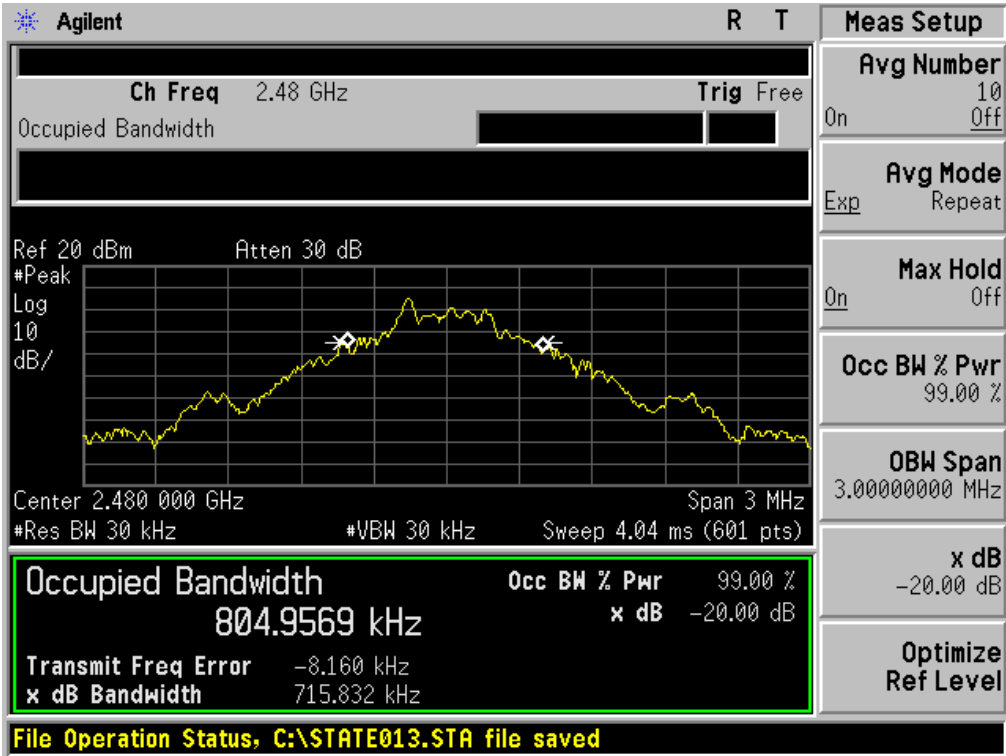 Agilent R T
Ch Freq 2.48 GHz Trig Free
Occupied Bandwidth
Ref 20 dBm Atten 30 dB
#Peak
Log
10
dB/
Center 2.480 000 GHz Span 3 MHz
#Res BW 30 kHz #VBW 30 kHz Sweep 4.04 ms (601 pts)
Occupied Bandwidth Occ BW % Pwr 99.00 %
804.9569 kHz x dB -20.00 dB
Transmit Freq Error -8.160 kHz
x dB Bandwidth 715.832 kHz
File Operation Status, C:\STATE013.STA file saved
Meas Setup
Avg Number
10
On Off
Avg Mode
Exp Repeat
Max Hold
On Off
Occ BW % Pwr
99.00 %
OBW Span
3.00000000 MHz
x dB
-20.00 dB
Optimize
Ref Level